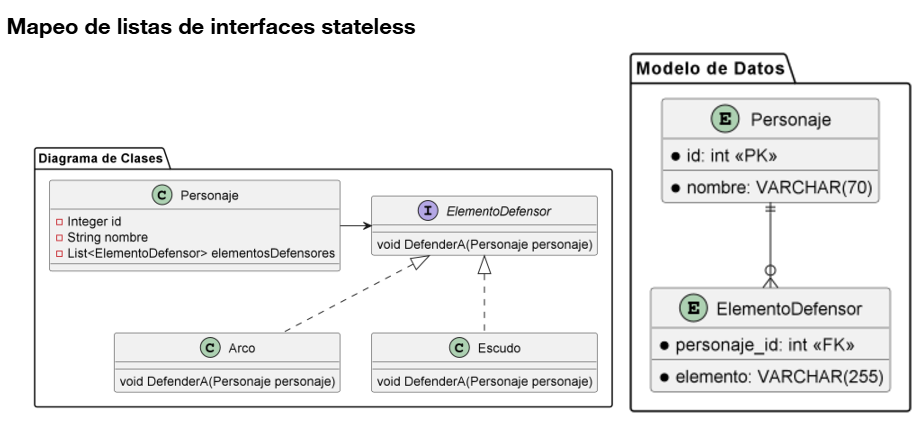 Mapeo de listas de interfaces stateless
Diagrama de Clases
C Personaje
Integer id
String nombre
List<ElementoDefensor> elementosDefensores
I ElementoDefensor
void DefenderA(Personaje personaje)
C Arco
void DefenderA(Personaje personaje)
C Escudo
void DefenderA(Personaje personaje)
Modelo de Datos
E Personaje
id: int «PK»
nombre: VARCHAR(70)
E ElementoDefensor
personaje_id: int «FK»
elemento: VARCHAR(255)